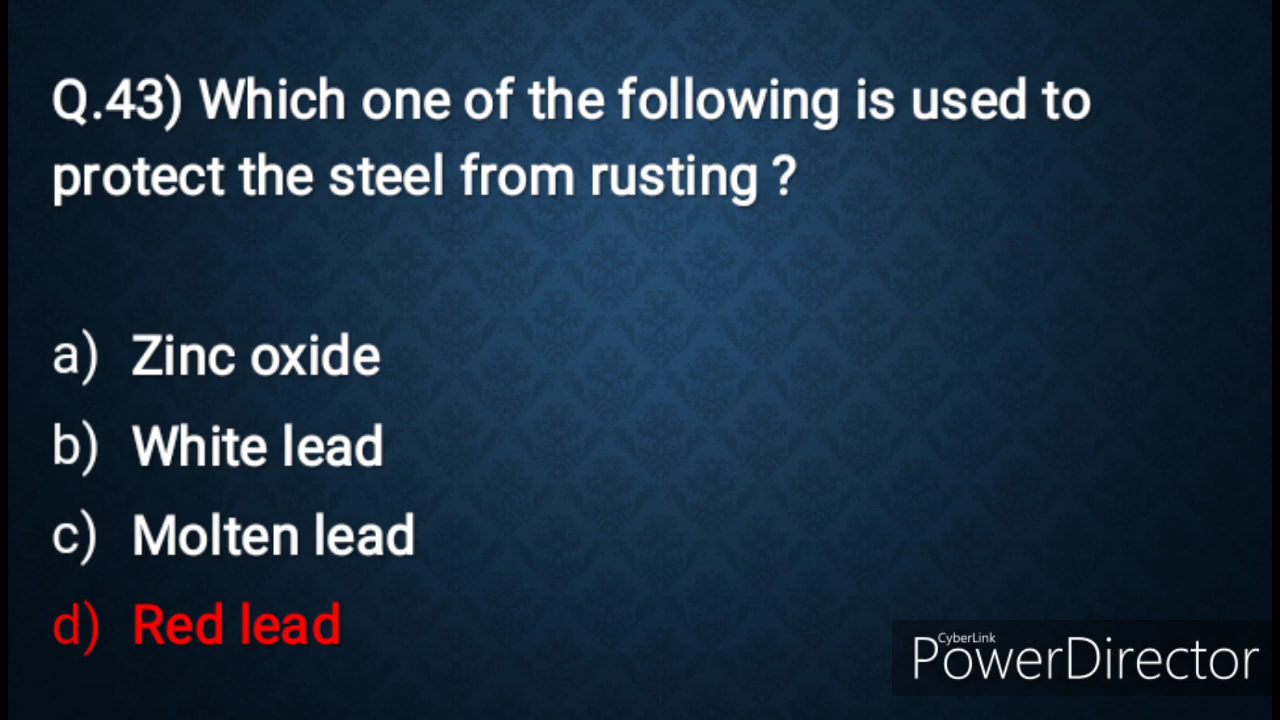 Q.43) Which one of the following is used to
protect the steel from rusting ?
a) Zinc oxide
b) White lead
c) Molten lead
d) Red lead
CyberLink
PowerDirector